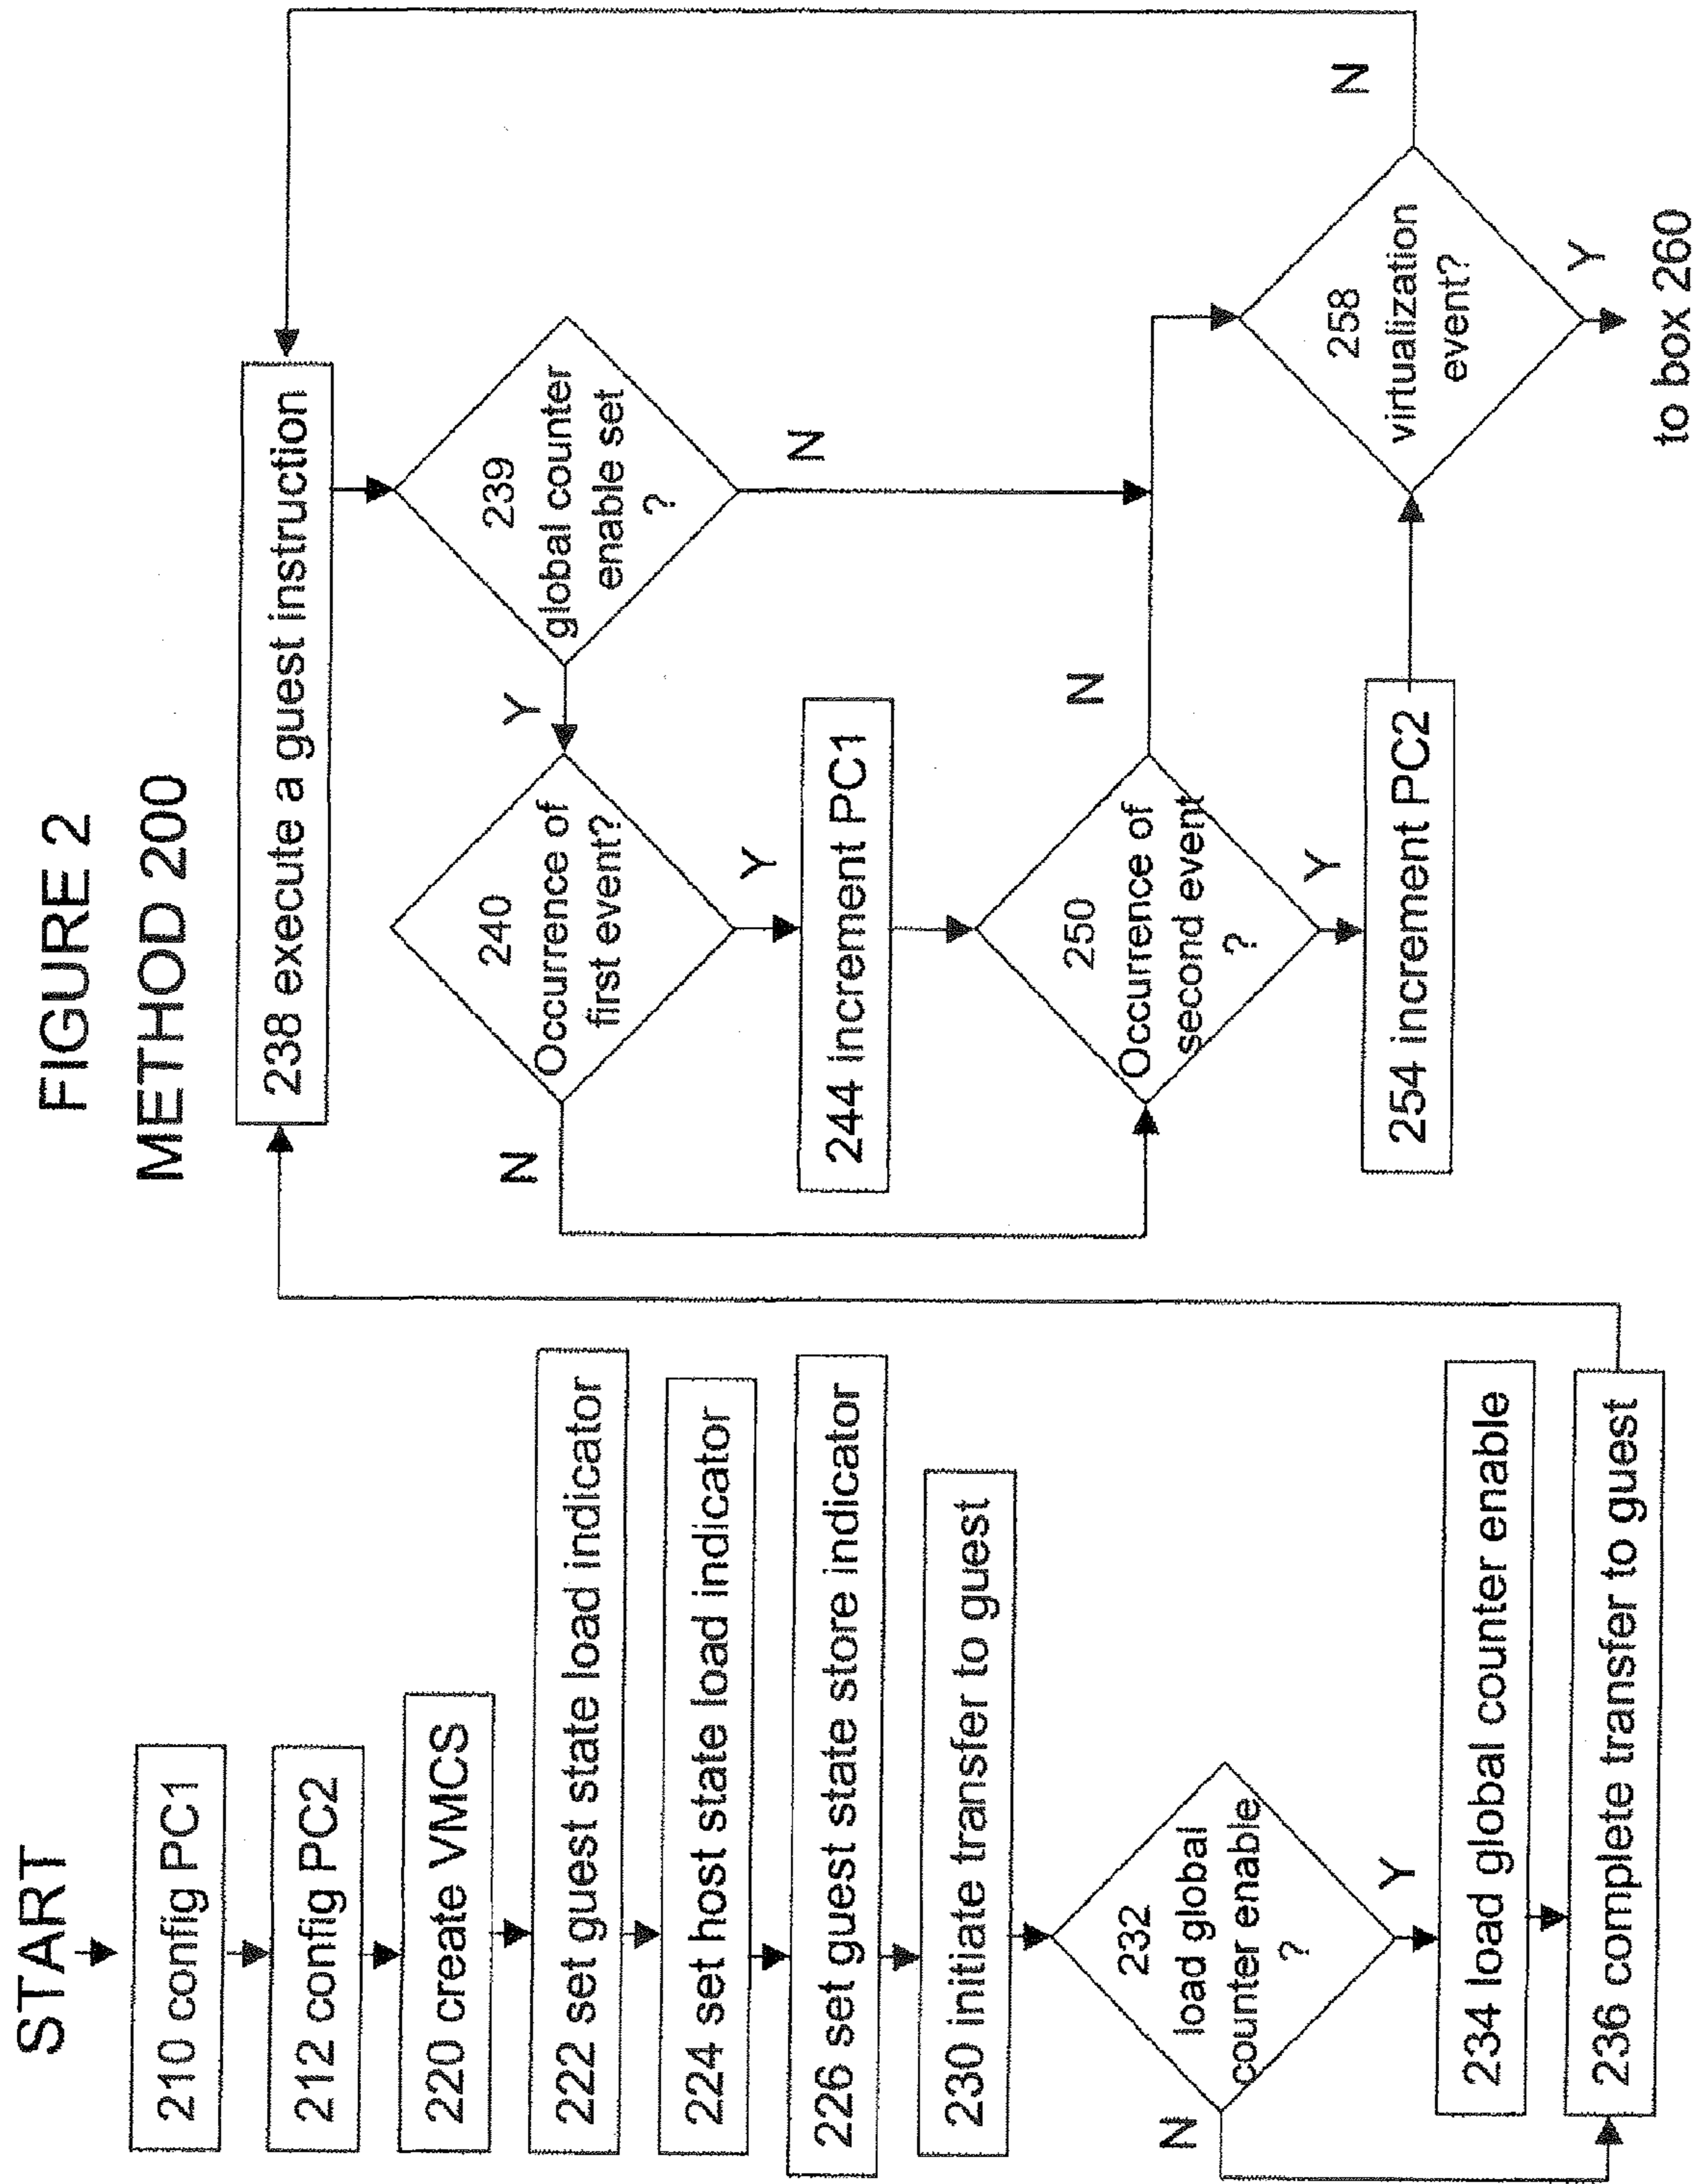 FIGURE 2
METHOD 200
START
210 config PC1
212 config PC2
220 create VMCS
222 set guest state load indicator
224 set host state load indicator
226 set guest state store indicator
230 initiate transfer to guest
232
load global
counter enable
?
N
Y
234 load global counter enable
236 complete transfer to guest
238 execute a guest instruction
239
global counter
enable set
?
Y
N
240
Occurrence of
first event?
N
Y
244 increment PC1
250
Occurrence of
second event
?
N
Y
254 increment PC2
258
virtualization
event?
N
Y
to box 260